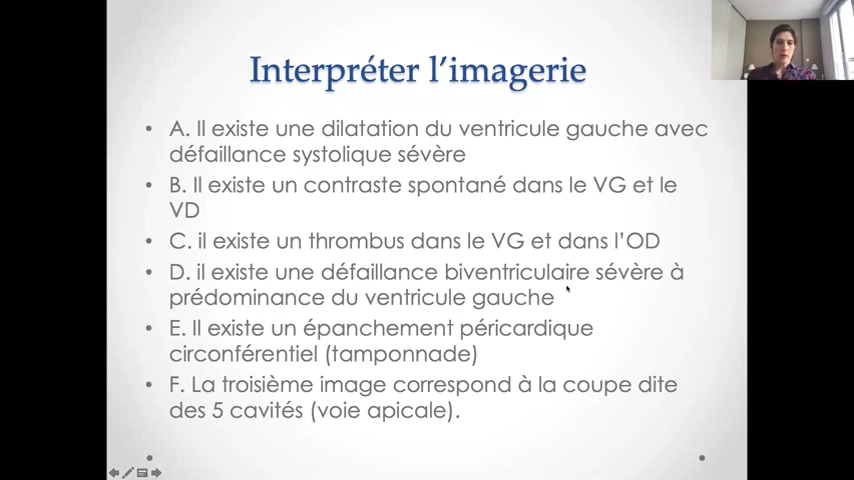 Interpréter l'imagerie
• A. Il existe une dilatation du ventricule gauche avec
défaillance systolique sévère
• B. Il existe un contraste spontané dans le VG et le
VD
• C. il existe un thrombus dans le VG et dans l'OD
• D. il existe une défaillance biventriculaire sévère à
prédominance du ventricule gauche
• E. Il existe un épanchement péricardique
circonférentiel (tamponnade)
• F. La troisième image correspond à la coupe dite
des 5 cavités (voie apicale).